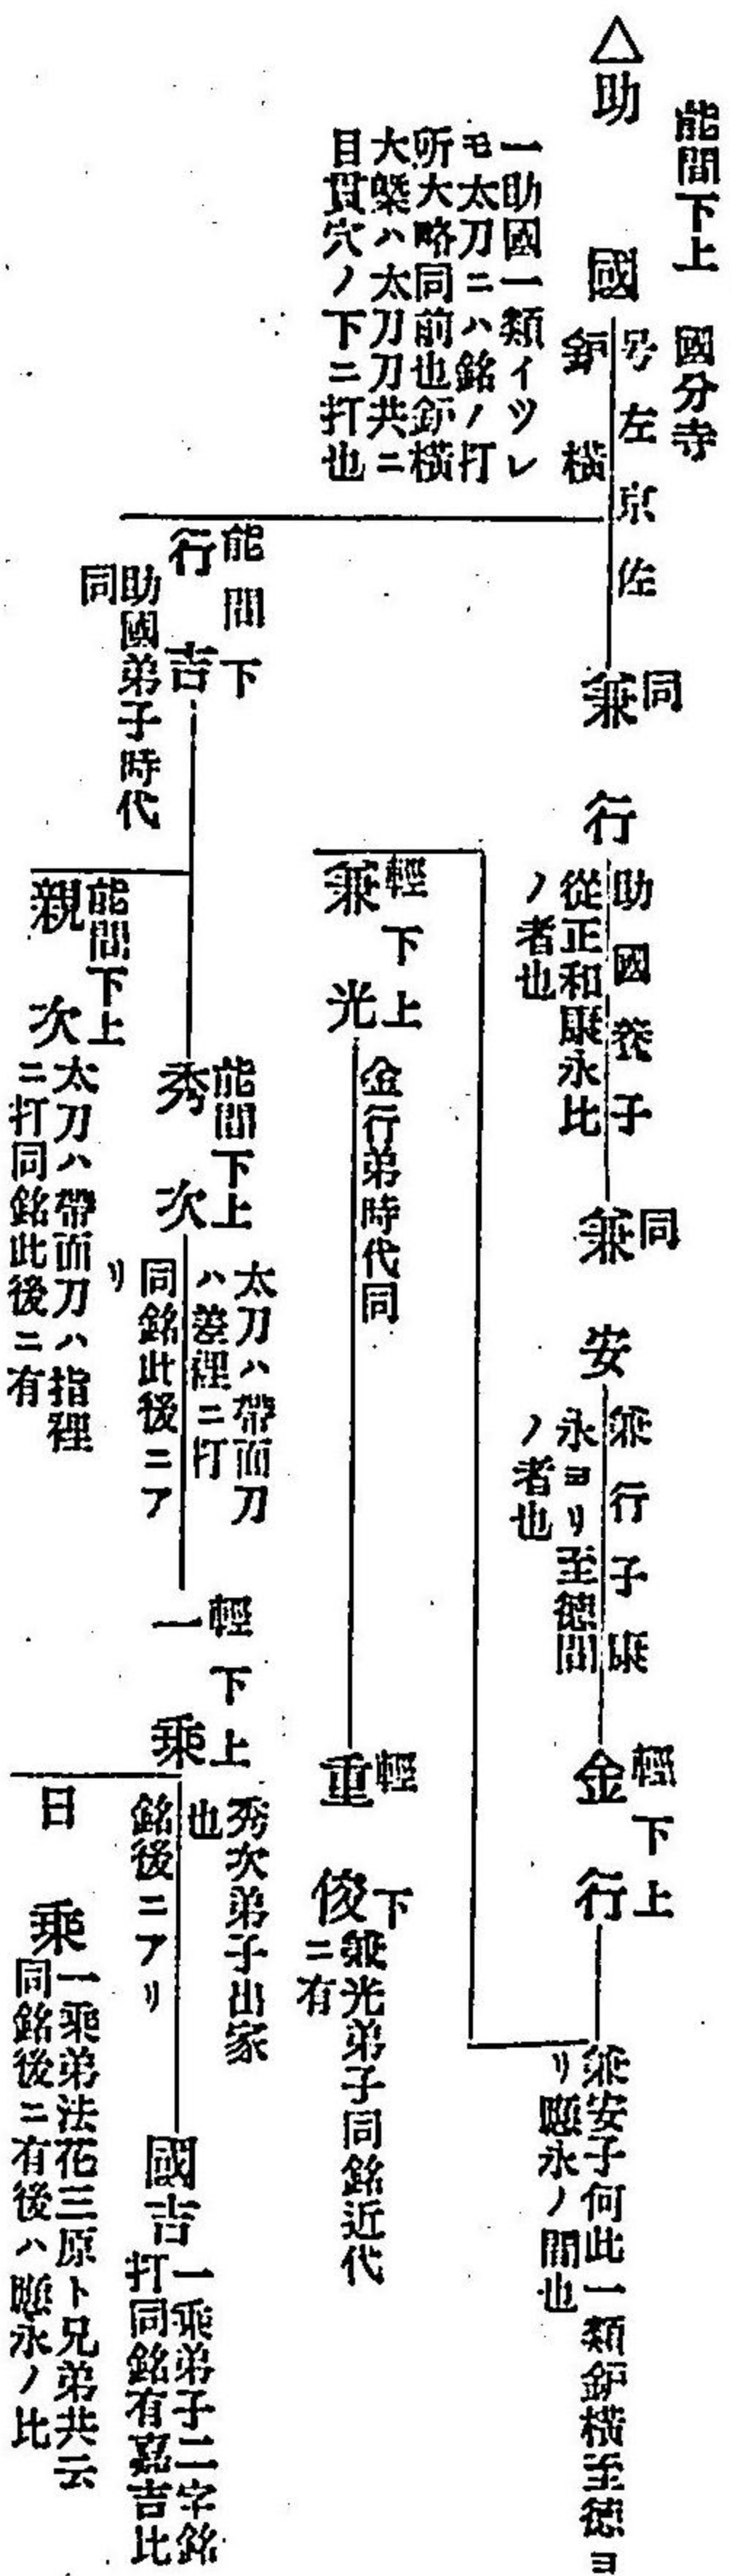 能間下上　國分寺
△助國
号左京佐
鈩横
一助國一類イツレ
モ太刀ニハ銘ノ打
所大略同前也鈩横
大槩ハ太刀刀共ニ
目貫穴ノ下ニ打也
同
兼行
助國養子
從正和康永比
ノ者也
同
兼安
兼行子康
永ヨリ至徳間
ノ者也
輕下上
金行
兼安子何此一類鈩横至徳ヨ
リ應永ノ間也
輕下上
兼光
金行弟時代同
輕下
重俊
兼光弟子同銘近代
ニ有
能間下
行吉
助國弟子時代
同
能間下上
秀次
太刀ハ帶面刀
ハ差裡ニ打
同銘此後ニア
リ
輕下上
一乘
秀次弟子出家
也
銘後ニアリ
國吉
一乘弟子二字銘
打同銘有嘉吉比
能間下上
親次
太刀ハ帶面刀ハ指裡
ニ打同銘此後ニ有
日乘
一乘弟法花三原ト兄弟共云
同銘後ニ有後ハ應永ノ比